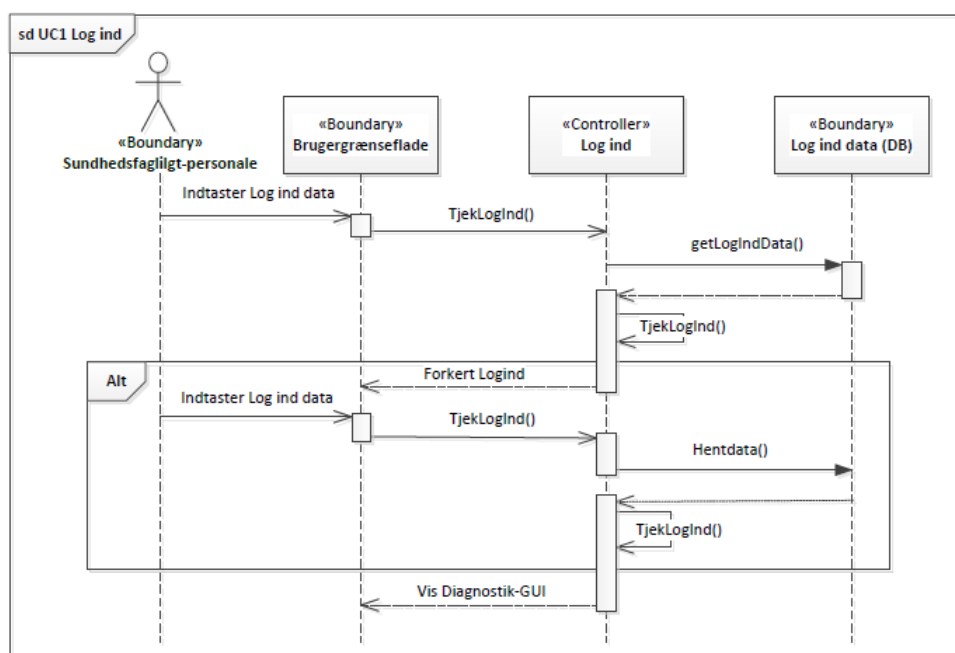 sd UC1 Log ind
«Boundary»
Sundhedsfaglilgt-personale
«Boundary»
Brugergrænseflade
«Controller»
Log ind
«Boundary»
Log ind data (DB)
Indtaster Log ind data
TjekLogInd()
getLogIndData()
TjekLogInd()
Alt
Forkert Logind
Indtaster Log ind data
TjekLogInd()
Hentdata()
TjekLogInd()
Vis Diagnostik-GUI